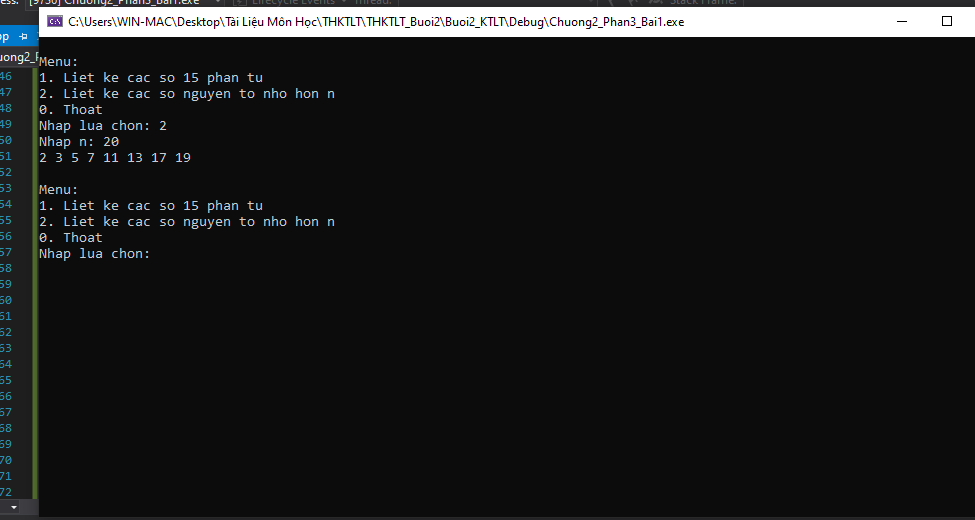 ess: [9750] Chuong2_Phan3_Bai1.exe Lifecycle Events Thread: Stack Frame:
C:\Users\WIN-MAC\Desktop\Tài Liệu Môn Học\THKTLT\THKTLT_Buoi2\Buoi2_KTLT\Debug\Chuong2_Phan3_Bai1.exe
pp
uong2_P
Menu:
1. Liet ke cac so 15 phan tu
2. Liet ke cac so nguyen to nho hon n
0. Thoat
Nhap lua chon: 2
Nhap n: 20
2 3 5 7 11 13 17 19
Menu:
1. Liet ke cac so 15 phan tu
2. Liet ke cac so nguyen to nho hon n
0. Thoat
Nhap lua chon:
46
47
48
49
50
51
52
53
54
55
56
57
58
59
60
61
62
63
64
65
66
67
68
69
70
71
72